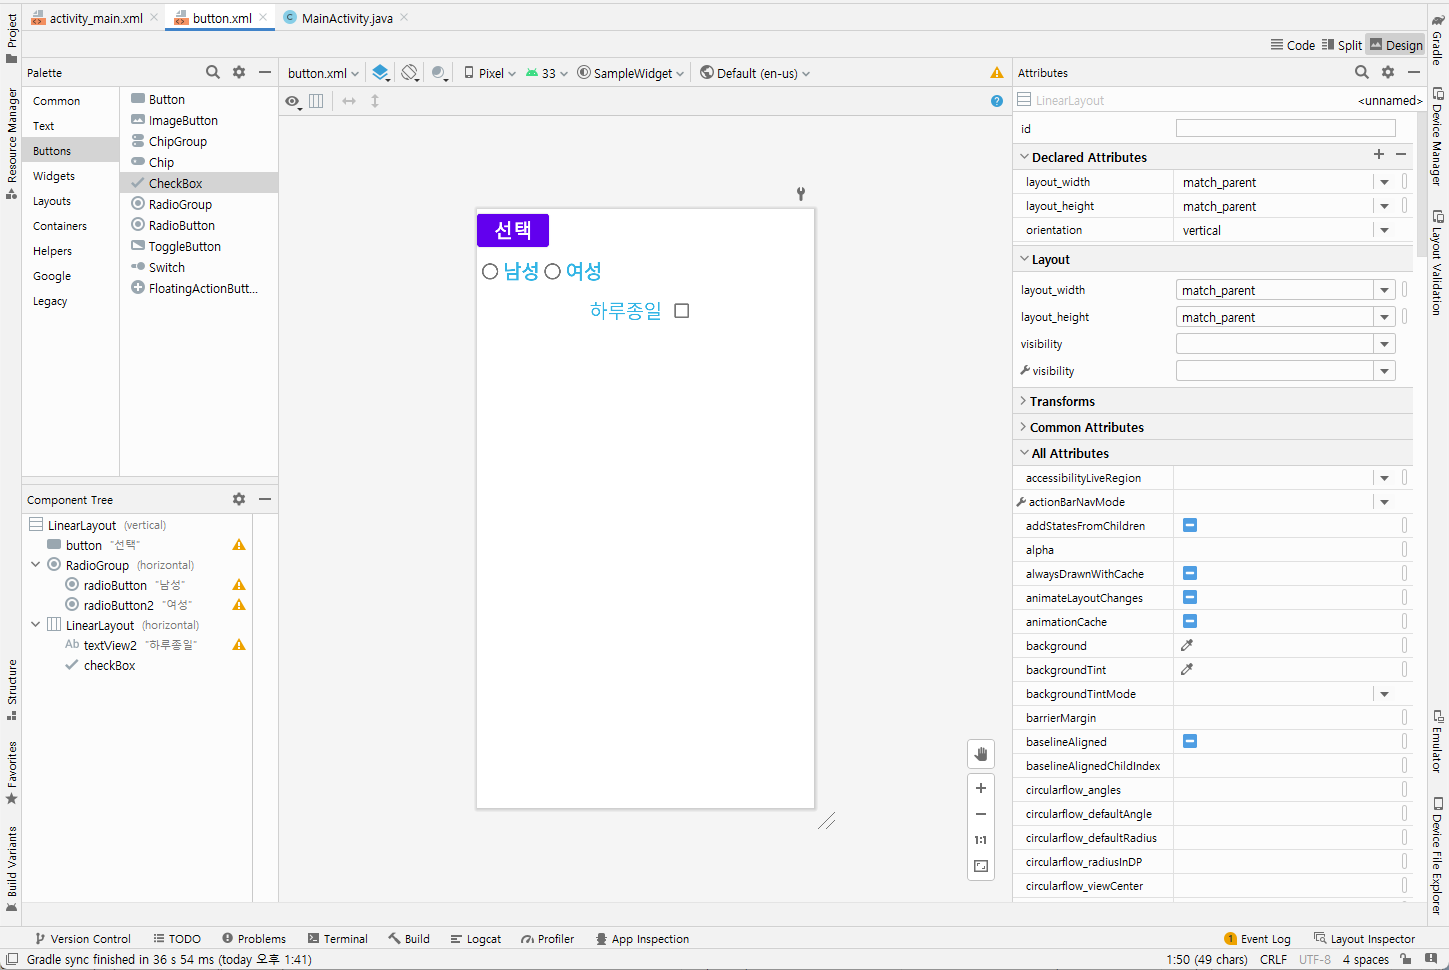 activity_main.xml
button.xml
MainActivity.java
Code
Split
Design
Project
Resource Manager
Structure
Favorites
Build Variants
Palette
Common
Text
Buttons
Widgets
Layouts
Containers
Helpers
Google
Legacy
Button
ImageButton
ChipGroup
Chip
CheckBox
RadioGroup
RadioButton
ToggleButton
Switch
FloatingActionButt...
Component Tree
LinearLayout (vertical)
button "선택"
RadioGroup (horizontal)
radioButton "남성"
radioButton2 "여성"
LinearLayout (horizontal)
Ab textView2 "하루종일"
checkBox
button.xml
Pixel
33
SampleWidget
Default (en-us)
?
선택
남성 여성
하루종일
1:1
Attributes
LinearLayout <unnamed>
id
Declared Attributes
layout_width match_parent
layout_height match_parent
orientation vertical
Layout
layout_width match_parent
layout_height match_parent
visibility
visibility
Transforms
Common Attributes
All Attributes
accessibilityLiveRegion
actionBarNavMode
addStatesFromChildren
alpha
alwaysDrawnWithCache
animateLayoutChanges
animationCache
background
backgroundTint
backgroundTintMode
barrierMargin
baselineAligned
baselineAlignedChildIndex
circularflow_angles
circularflow_defaultAngle
circularflow_defaultRadius
circularflow_radiusInDP
circularflow_viewCenter
Gradle
Device Manager
Layout Validation
Emulator
Device File Explorer
Version Control
TODO
Problems
Terminal
Build
Logcat
Profiler
App Inspection
1 Event Log
Layout Inspector
Gradle sync finished in 36 s 54 ms (today 오후 1:41)
1:50 (49 chars)
CRLF
UTF-8
4 spaces